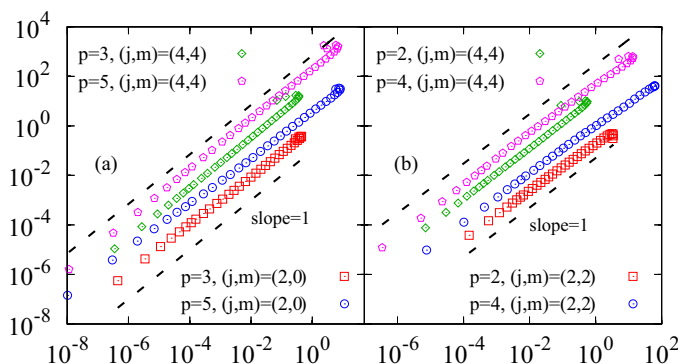 10^4
10^2
10^0
10^-2
10^-4
10^-6
10^-8
p=3, (j,m)=(4,4)
p=5, (j,m)=(4,4)
(a)
slope=1
p=3, (j,m)=(2,0)
p=5, (j,m)=(2,0)
10^-8 10^-6 10^-4 10^-2 10^0
p=2, (j,m)=(4,4)
p=4, (j,m)=(4,4)
(b)
slope=1
p=2, (j,m)=(2,2)
p=4, (j,m)=(2,2)
10^-6 10^-4 10^-2 10^0 10^2